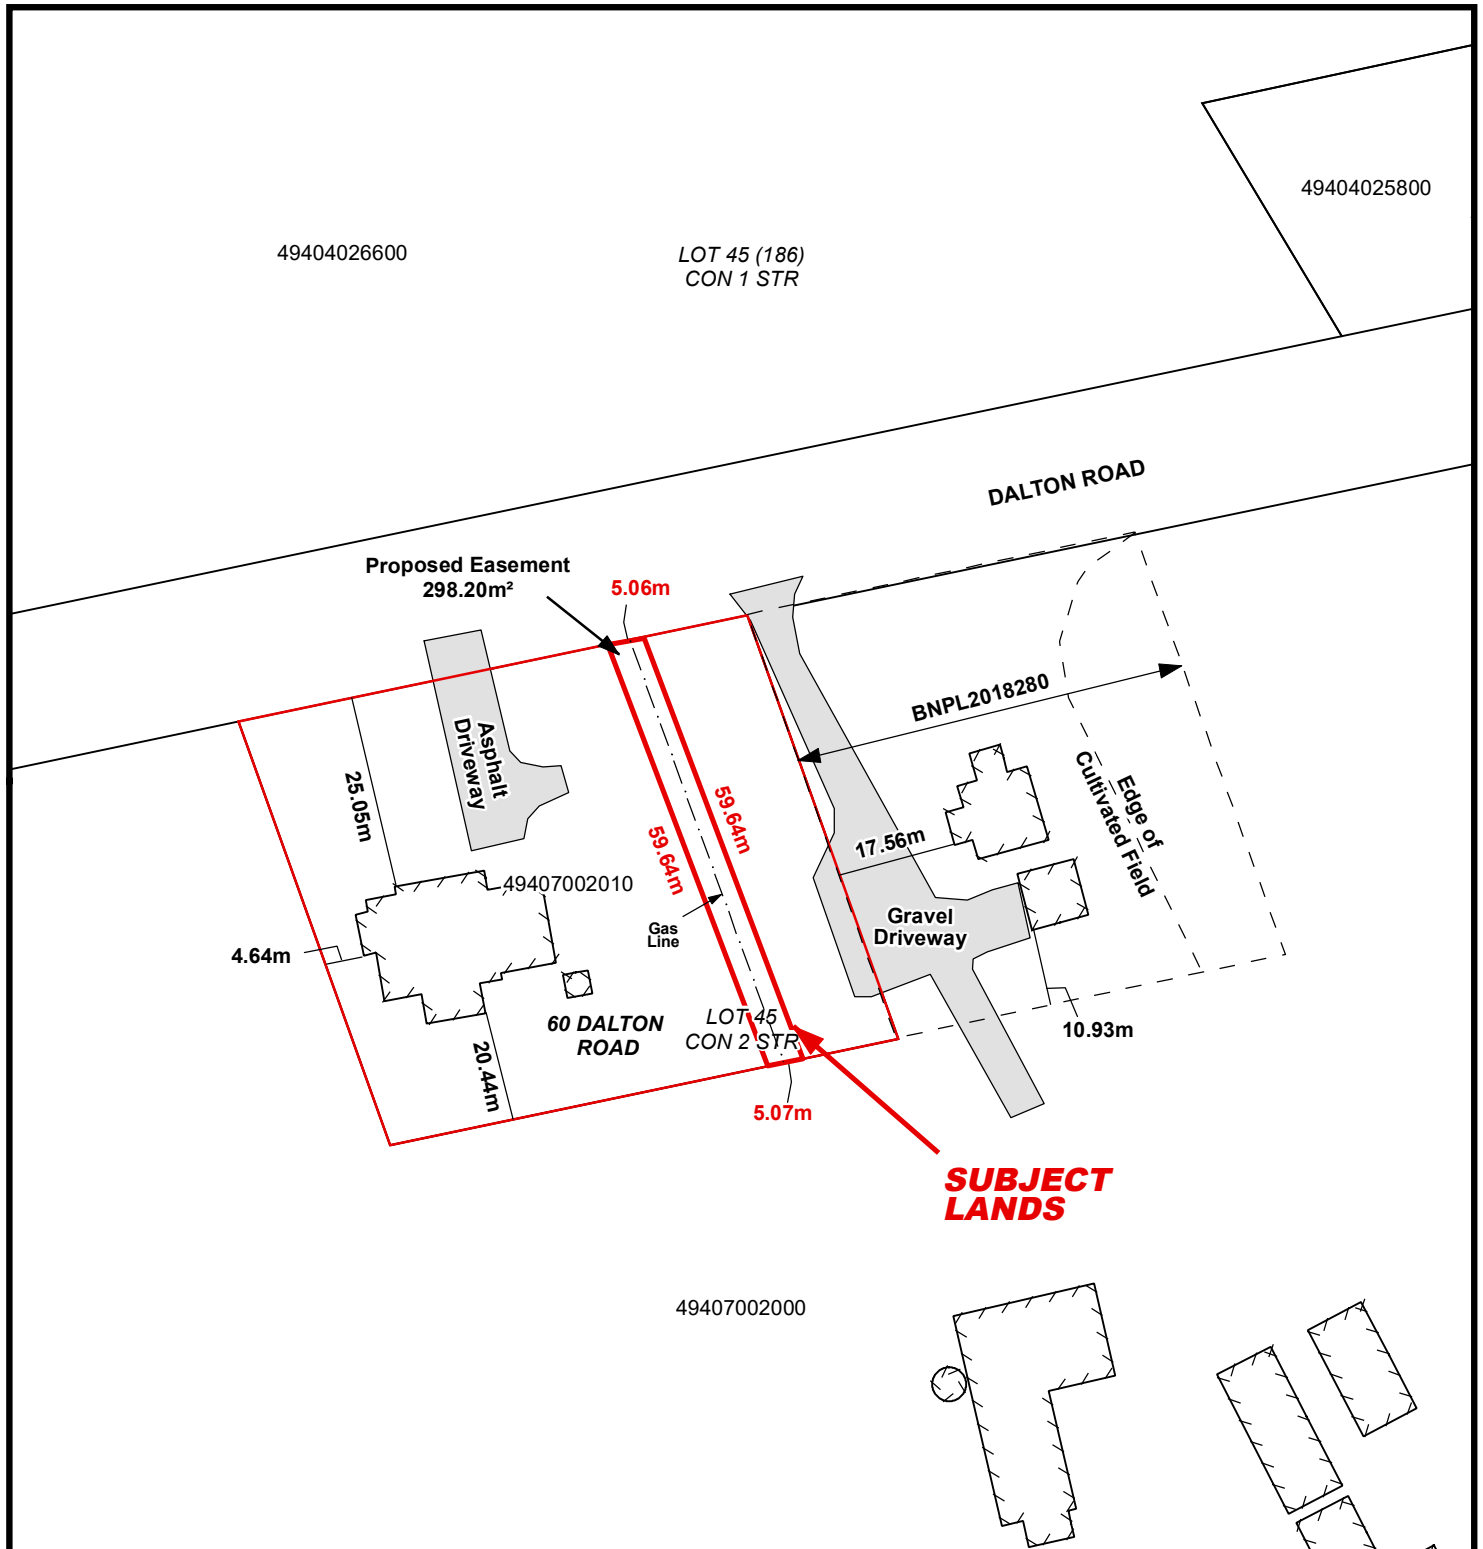 49404025800
49404026600
LOT 45 (186)
CON 1 STR
DALTON ROAD
Proposed Easement
298.20m²
5.06m
BNPL2018280
Asphalt
Driveway
25.05m
59.64m
59.64m
Edge of
Cultivated Field
17.56m
49407002010
Gravel
Driveway
Gas
Line
4.64m
60 DALTON
ROAD
LOT 45
CON 2 STR
10.93m
20.44m
5.07m
SUBJECT
LANDS
49407002000